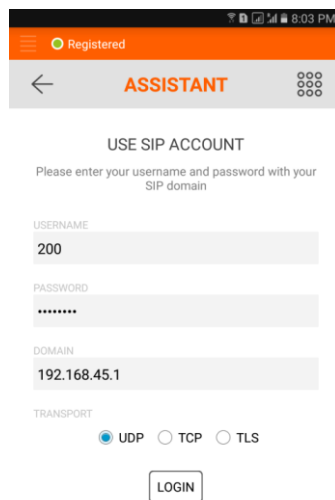 8:03 PM
Registered
ASSISTANT
USE SIP ACCOUNT
Please enter your username and password with your
SIP domain
USERNAME
200
PASSWORD
••••••••
DOMAIN
192.168.45.1
TRANSPORT
UDP TCP TLS
LOGIN